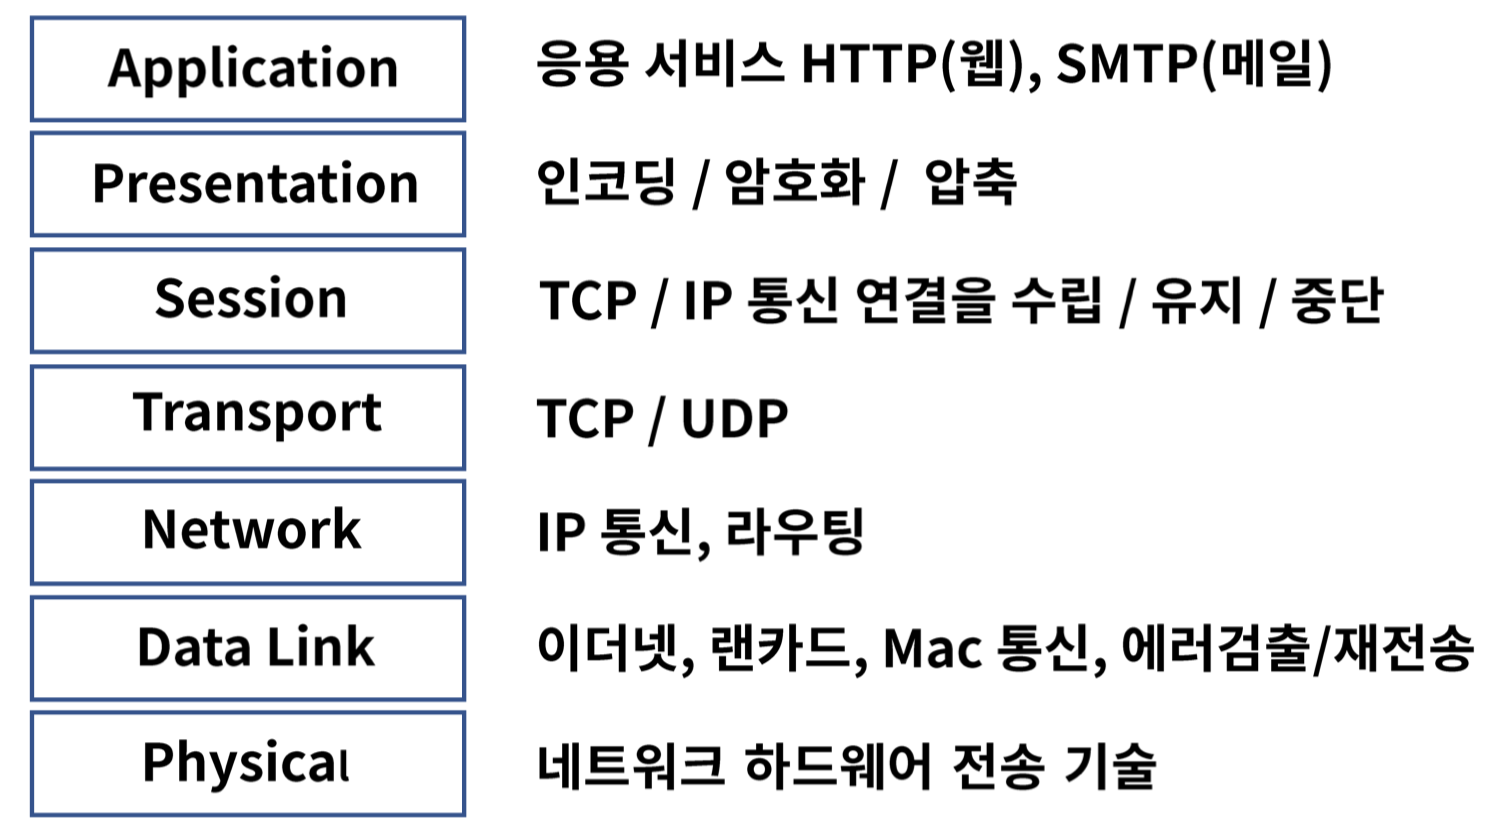 Application
응용 서비스 HTTP(웹), SMTP(메일)
Presentation
인코딩 / 암호화 / 압축
Session
TCP / IP 통신 연결을 수립 / 유지 / 중단
Transport
TCP / UDP
Network
IP 통신, 라우팅
Data Link
이더넷, 랜카드, Mac 통신, 에러검출/재전송
Physical
네트워크 하드웨어 전송 기술